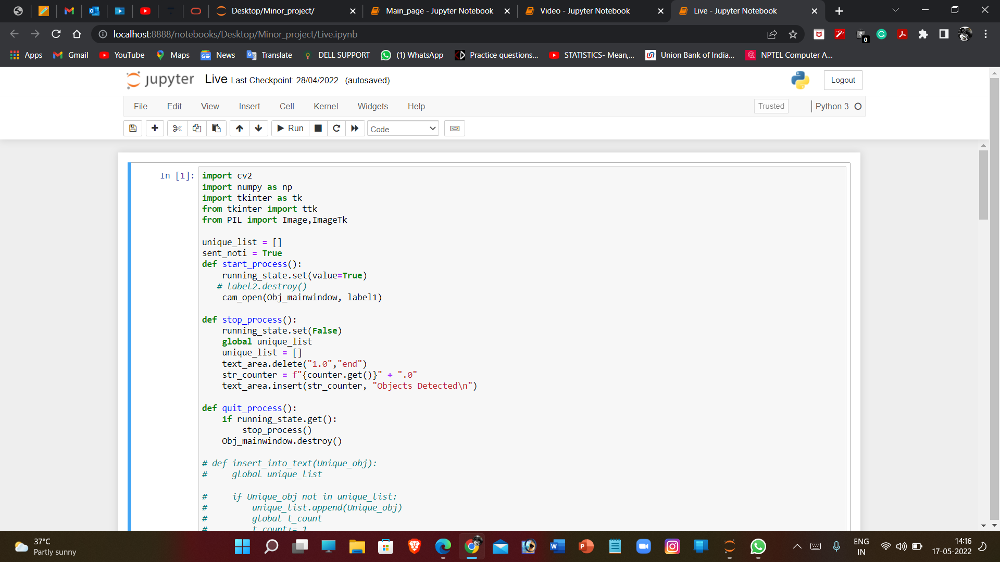 Desktop/Minor_project/
Main_page - Jupyter Notebook
Video - Jupyter Notebook
Live - Jupyter Notebook
localhost:8888/notebooks/Desktop/Minor_project/Live.ipynb
0
Apps
Gmail
YouTube
Maps
News
Translate
DELL SUPPORT
(1) WhatsApp
Practice questions...
STATISTICS- Mean,...
Union Bank of India...
NPTEL Computer A...
jupyter Live Last Checkpoint: 28/04/2022 (autosaved)
Logout
File Edit View Insert Cell Kernel Widgets Help
Trusted
Python 3
Run
Code
In [1]:
import cv2
import numpy as np
import tkinter as tk
from tkinter import ttk
from PIL import Image,ImageTk
unique_list = []
sent_noti = True
def start_process():
    running_state.set(value=True)
   # label2.destroy()
    cam_open(Obj_mainwindow, label1)
def stop_process():
    running_state.set(False)
    global unique_list
    unique_list = []
    text_area.delete("1.0","end")
    str_counter = f"{counter.get()}" + ".0"
    text_area.insert(str_counter, "Objects Detected\n")
def quit_process():
    if running_state.get():
        stop_process()
    Obj_mainwindow.destroy()
# def insert_into_text(Unique_obj):
#     global unique_list
#     if Unique_obj not in unique_list:
#         unique_list.append(Unique_obj)
#         global t_count
#         t_count+= 1
37°C
Partly sunny
ENG
IN
14:16
17-05-2022